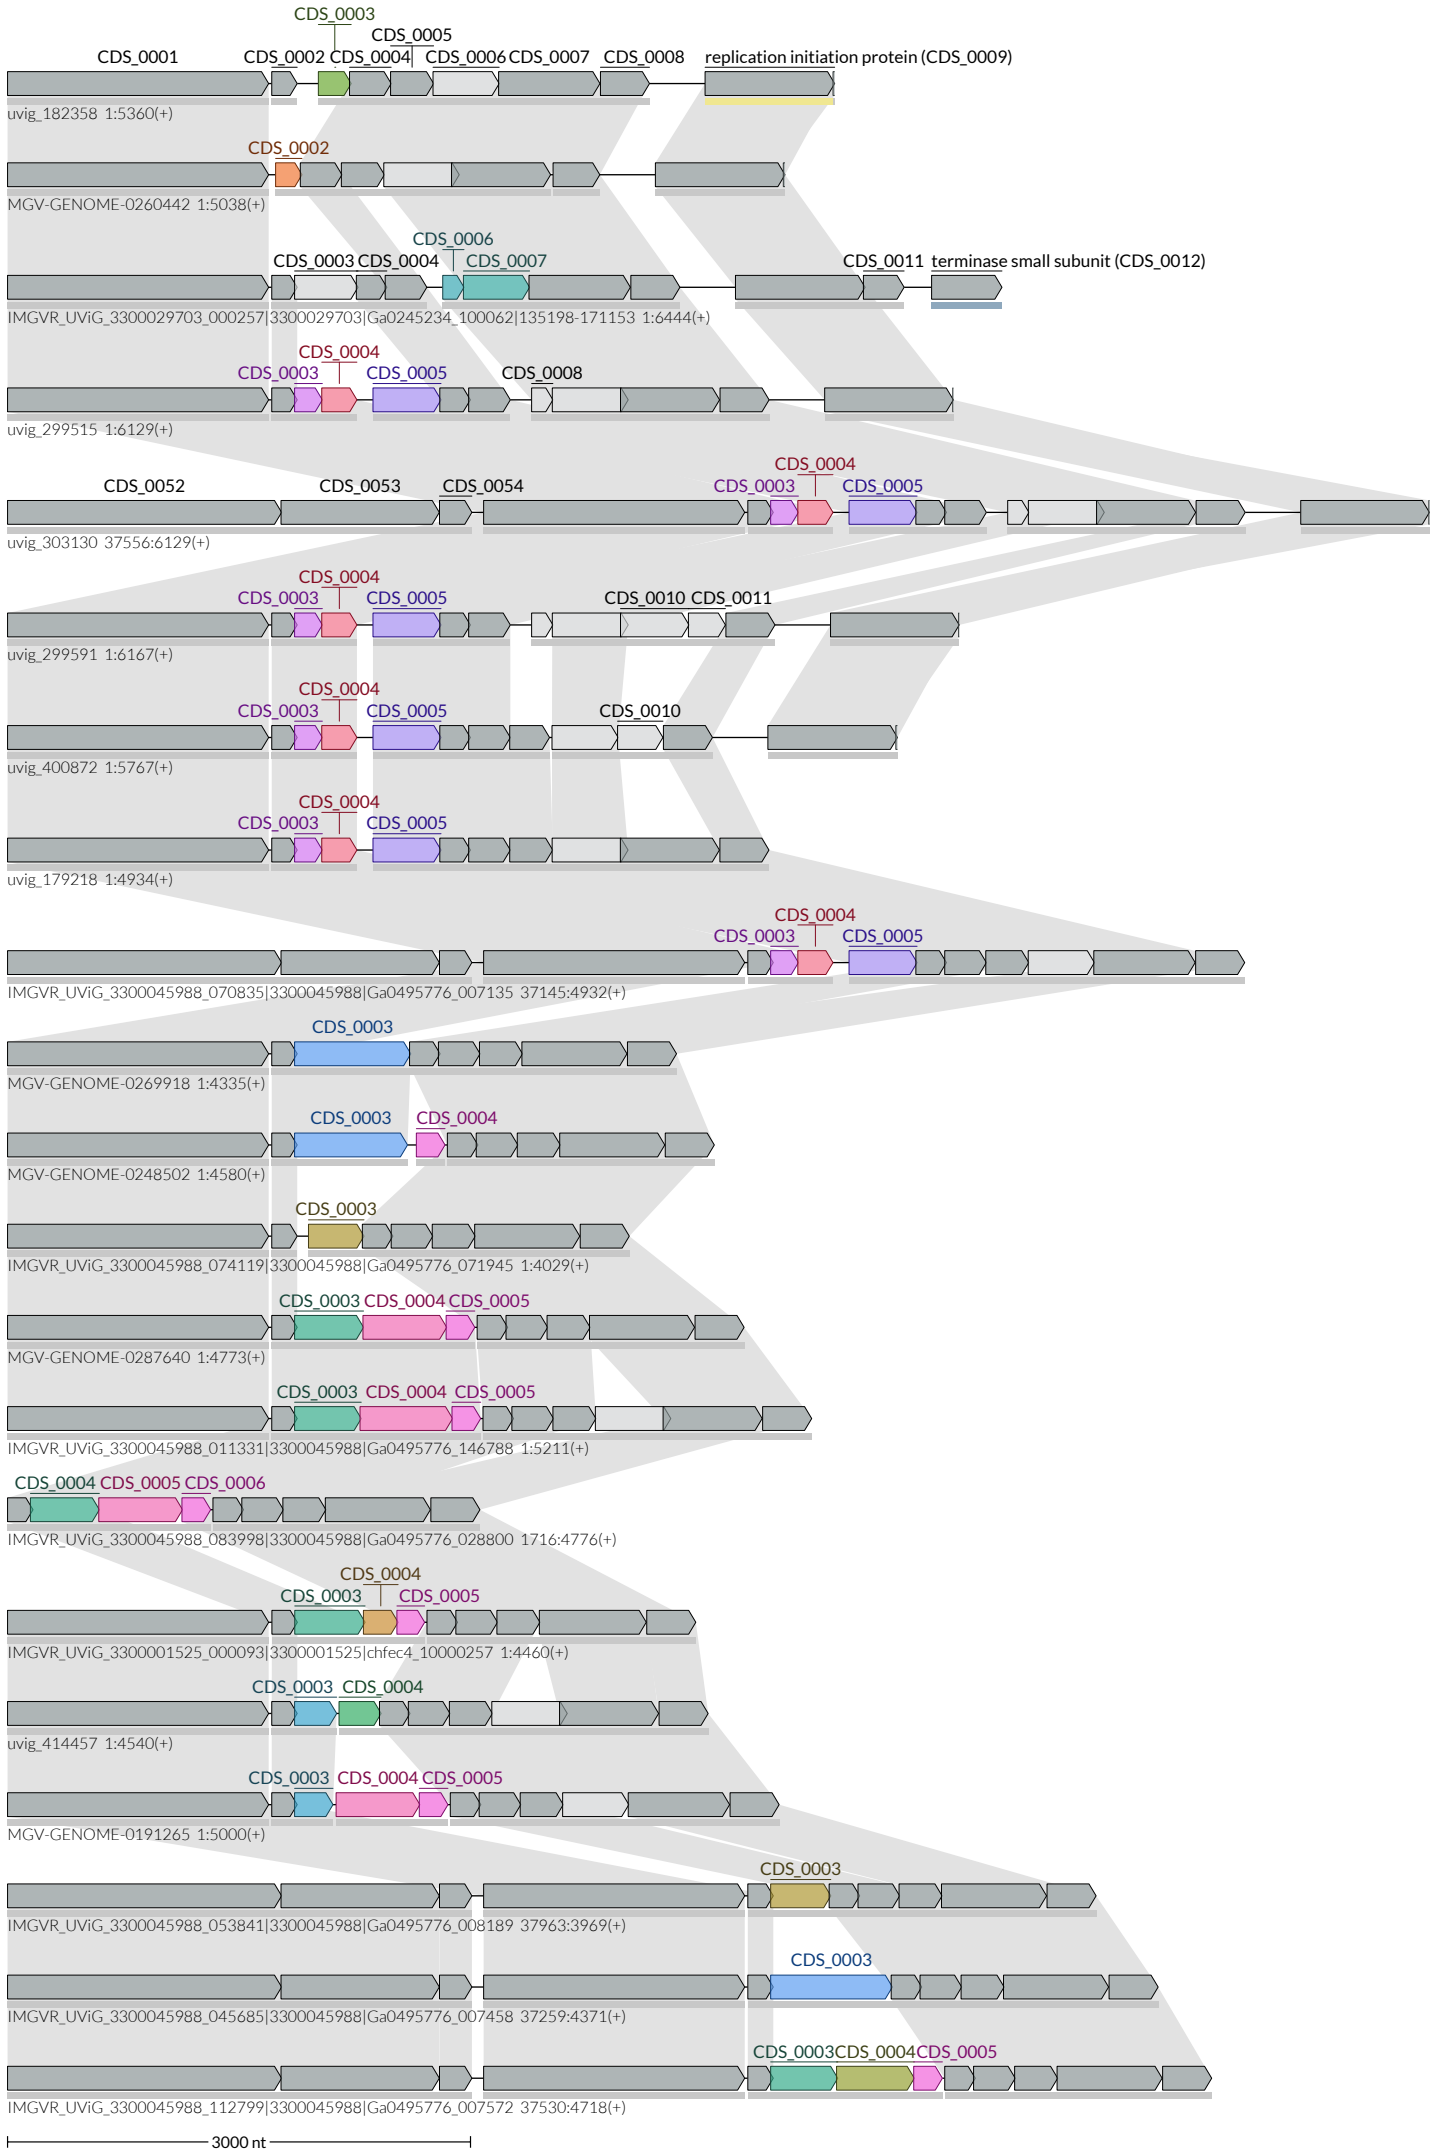 CDS_0003
CDS_0005
CDS_0001 CDS_0002 CDS_0004 CDS_0006 CDS_0007 CDS_0008 replication initiation protein (CDS_0009)
uvig_182358 1:5360(+)
CDS_0002
MGV-GENOME-0260442 1:5038(+)
CDS_0006
CDS_0003 CDS_0004 CDS_0007 CDS_0011 terminase small subunit (CDS_0012)
IMGVR_UViG_3300029703_000257|3300029703|Ga0245234_100062|135198-171153 1:6444(+)
CDS_0004
CDS_0003 CDS_0005 CDS_0008
uvig_299515 1:6129(+)
CDS_0004
CDS_0052 CDS_0053 CDS_0054 CDS_0003 CDS_0005
uvig_303130 37556:6129(+)
CDS_0004
CDS_0003 CDS_0005 CDS_0010 CDS_0011
uvig_299591 1:6167(+)
CDS_0004
CDS_0003 CDS_0005 CDS_0010
uvig_400872 1:5767(+)
CDS_0004
CDS_0003 CDS_0005
uvig_179218 1:4934(+)
CDS_0004
CDS_0003 CDS_0005
IMGVR_UViG_3300045988_070835|3300045988|Ga0495776_007135 37145:4932(+)
CDS_0003
MGV-GENOME-0269918 1:4335(+)
CDS_0003 CDS_0004
MGV-GENOME-0248502 1:4580(+)
CDS_0003
IMGVR_UViG_3300045988_074119|3300045988|Ga0495776_071945 1:4029(+)
CDS_0003 CDS_0004 CDS_0005
MGV-GENOME-0287640 1:4773(+)
CDS_0003 CDS_0004 CDS_0005
IMGVR_UViG_3300045988_011331|3300045988|Ga0495776_146788 1:5211(+)
CDS_0004 CDS_0005 CDS_0006
IMGVR_UViG_3300045988_083998|3300045988|Ga0495776_028800 1716:4776(+)
CDS_0004
CDS_0003 CDS_0005
IMGVR_UViG_3300001525_000093|3300001525|chfec4_10000257 1:4460(+)
CDS_0003 CDS_0004
uvig_414457 1:4540(+)
CDS_0003 CDS_0004 CDS_0005
MGV-GENOME-0191265 1:5000(+)
CDS_0003
IMGVR_UViG_3300045988_053841|3300045988|Ga0495776_008189 37963:3969(+)
CDS_0003
IMGVR_UViG_3300045988_045685|3300045988|Ga0495776_007458 37259:4371(+)
CDS_0003 CDS_0004 CDS_0005
IMGVR_UViG_3300045988_112799|3300045988|Ga0495776_007572 37530:4718(+)
3000 nt